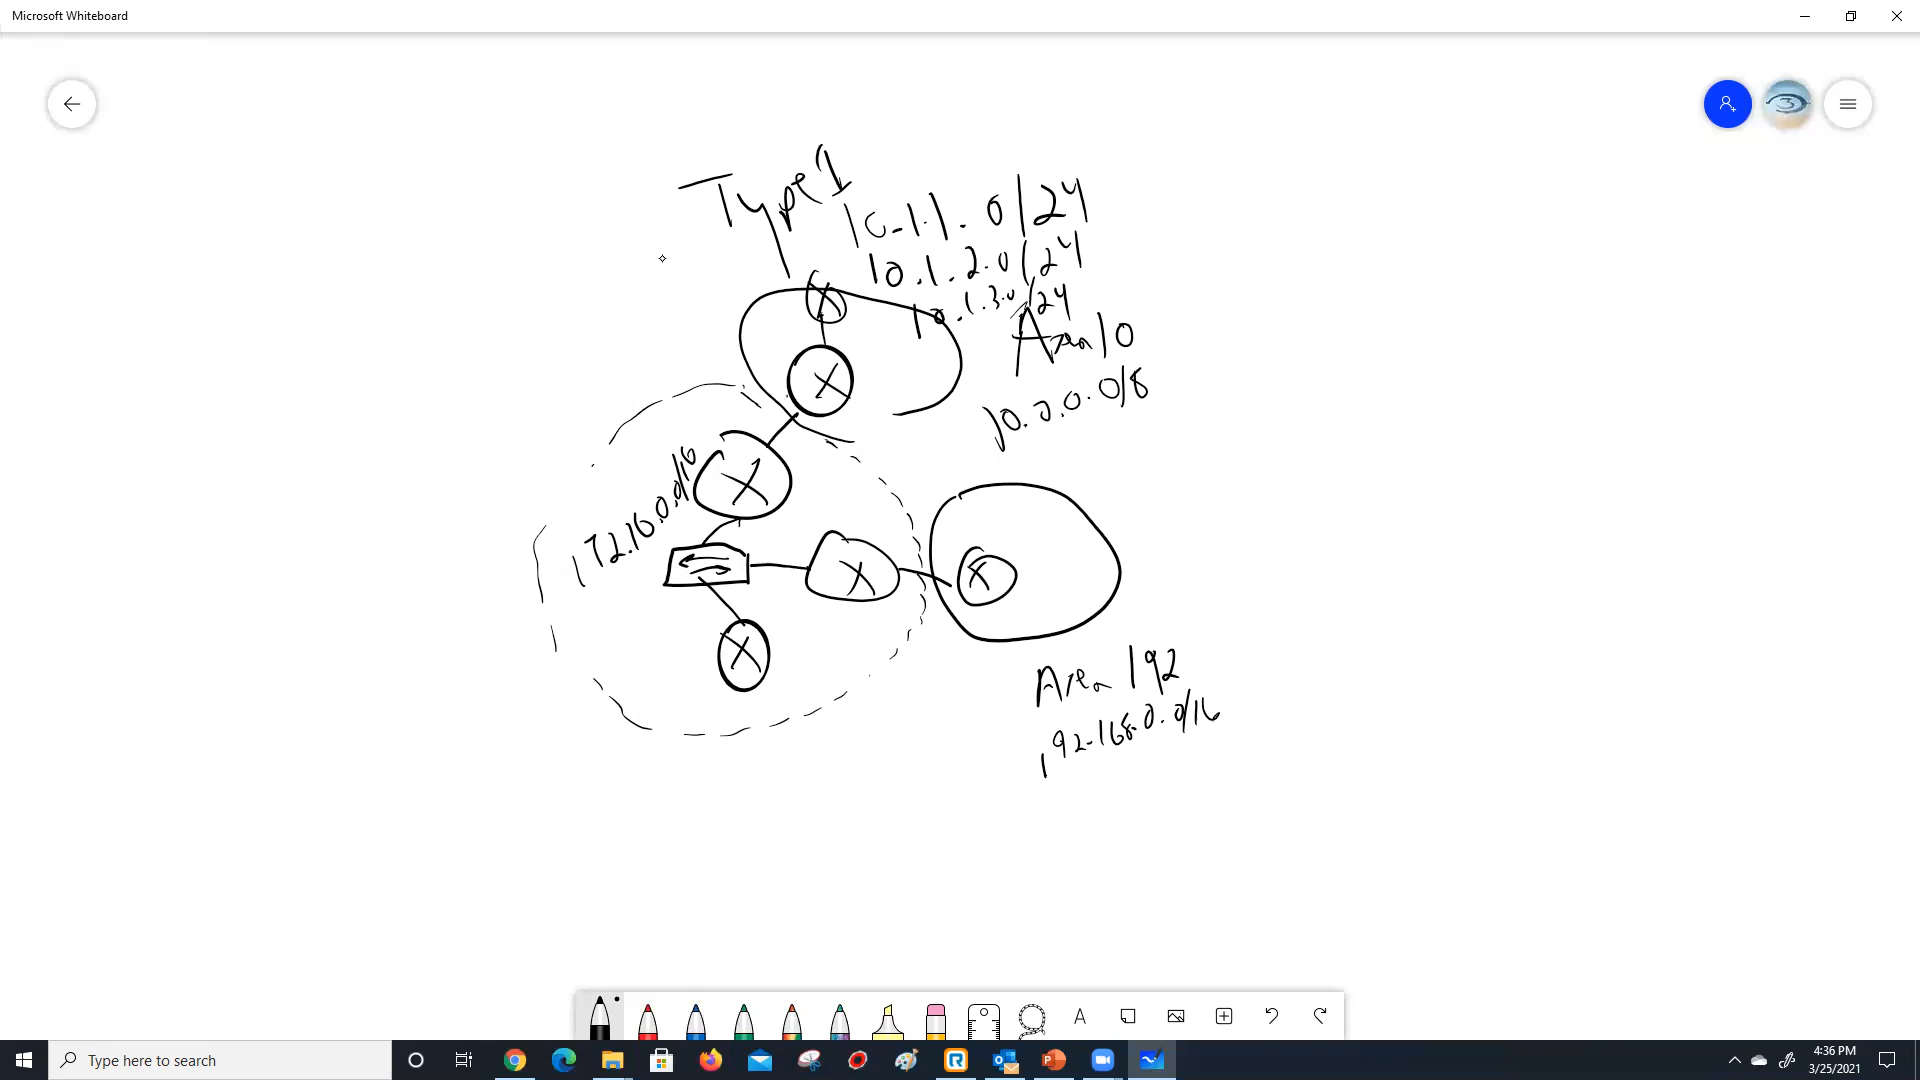 Microsoft Whiteboard
Type 1
10.1.1.0/24
10.1.2.0/24
10.1.3.0/24
Area 10
10.0.0.0/8
172.16.0.0/16
Area 192
192.168.0.0/16
Type here to search
4:36 PM
3/25/2021